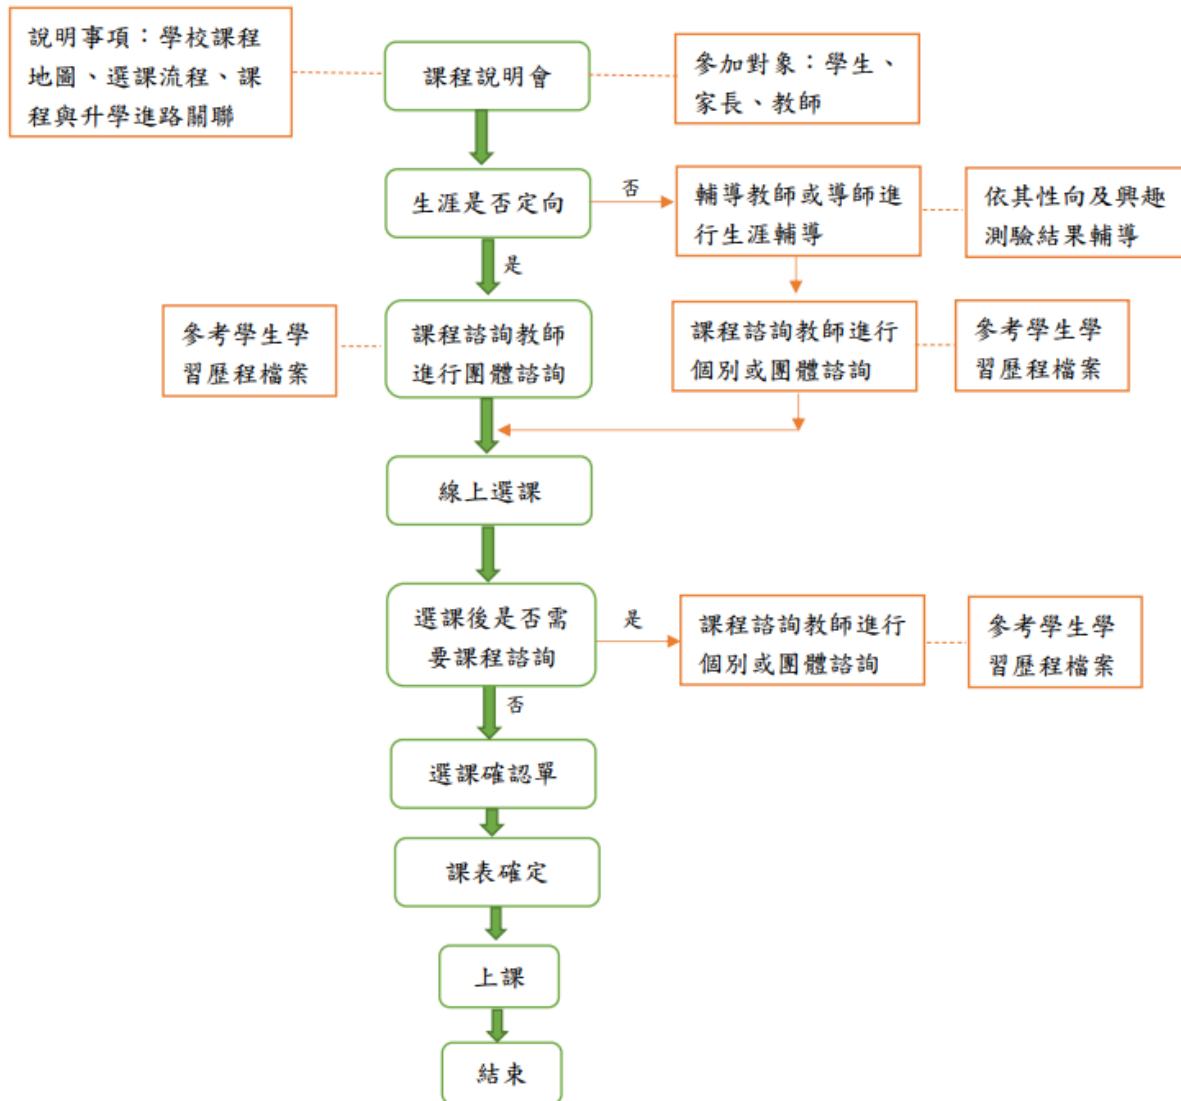 說明事項：學校課程
地圖、選課流程、課
程與升學進路關聯
課程說明會
參加對象：學生、
家長、教師
生涯是否定向
否
輔導教師或導師進
行生涯輔導
依其性向及興趣
測驗結果輔導
是
參考學生學
習歷程檔案
課程諮詢教師
進行團體諮詢
課程諮詢教師進行
個別或團體諮詢
參考學生學
習歷程檔案
線上選課
選課後是否需
要課程諮詢
是
課程諮詢教師進行
個別或團體諮詢
參考學生學
習歷程檔案
否
選課確認單
課表確定
上課
結束